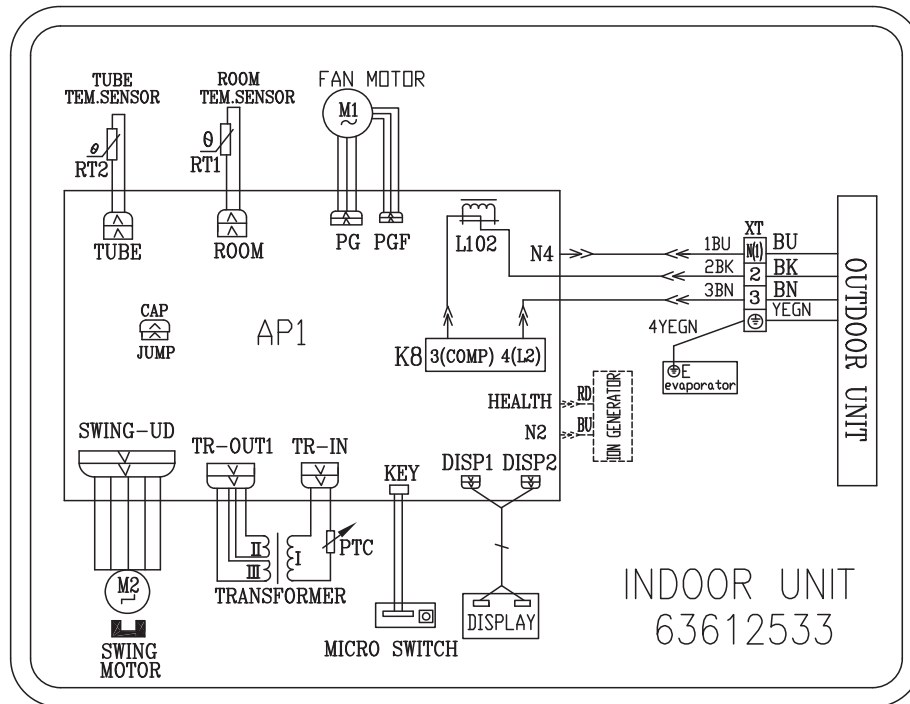 TUBE
TEM.SENSOR
ROOM
TEM.SENSOR
FAN MOTOR
M1
~
θ
RT2
θ
RT1
TUBE
ROOM
PG
PGF
L102
N4
1BU
XT
N(1)
BU
2BK
2
BK
3BN
3
BN
YEGN
4YEGN
E
evaporator
OUTDOOR UNIT
CAP
JUMP
AP1
K8
3(COMP)
4(L2)
HEALTH
RD
N2
BU
ION GENERATOR
SWING-UD
TR-OUT1
TR-IN
KEY
DISP1
DISP2
II
III
I
PTC
TRANSFORMER
M2
SWING
MOTOR
MICRO SWITCH
DISPLAY
INDOOR UNIT
63612533